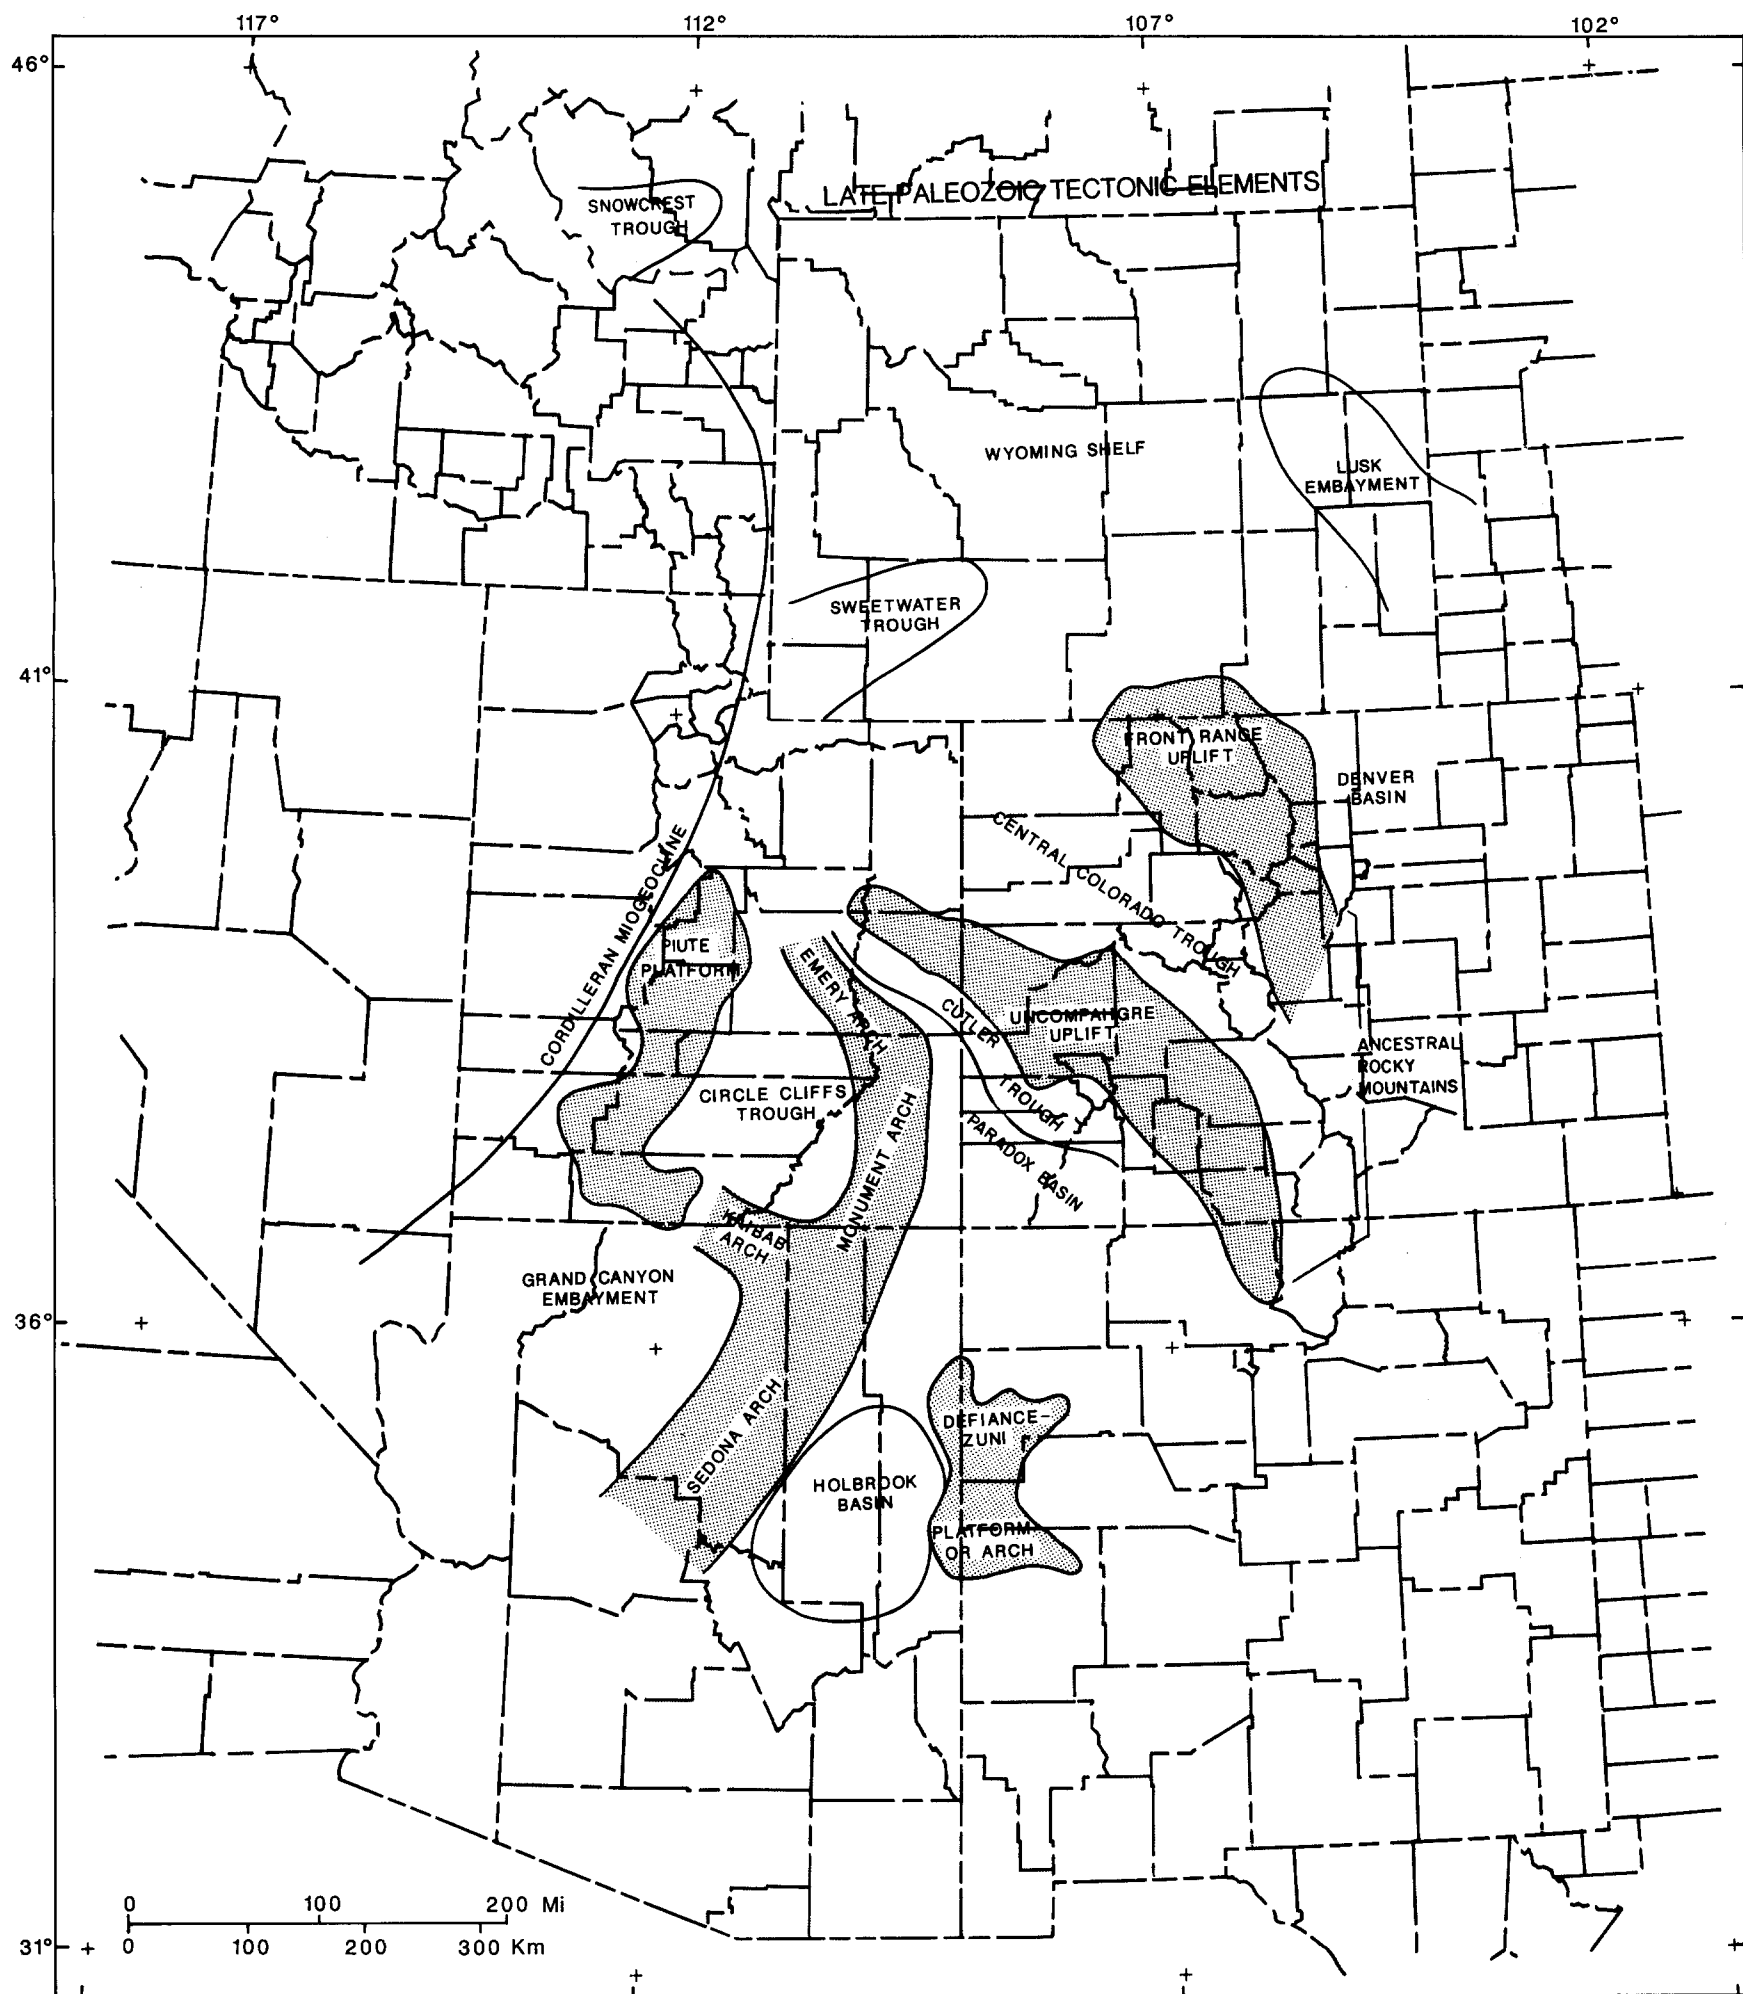 117° 112° 107° 102°
46°
LATE PALEOZOIC TECTONIC ELEMENTS
SNOWCREST
TROUGH
WYOMING SHELF
LUSK
EMBAYMENT
SWEETWATER
TROUGH
41°
FRONT RANGE
UPLIFT
DENVER
BASIN
CENTRAL COLORADO TROUGH
CORDILLERAN MIOGEOCLINE
PIUTE
PLATFORM
EMERY ARCH
CUTLER
TROUGH
UNCOMPAHGRE
UPLIFT
ANCESTRAL
ROCKY
MOUNTAINS
CIRCLE CLIFFS
TROUGH
PARADOX BASIN
MONUMENT ARCH
KAIBAB
ARCH
GRAND CANYON
EMBAYMENT
36°
SEDONA ARCH
DEFIANCE-
ZUNI
HOLBROOK
BASIN
PLATFORM
OR ARCH
0 100 200 Mi
0 100 200 300 Km
31°